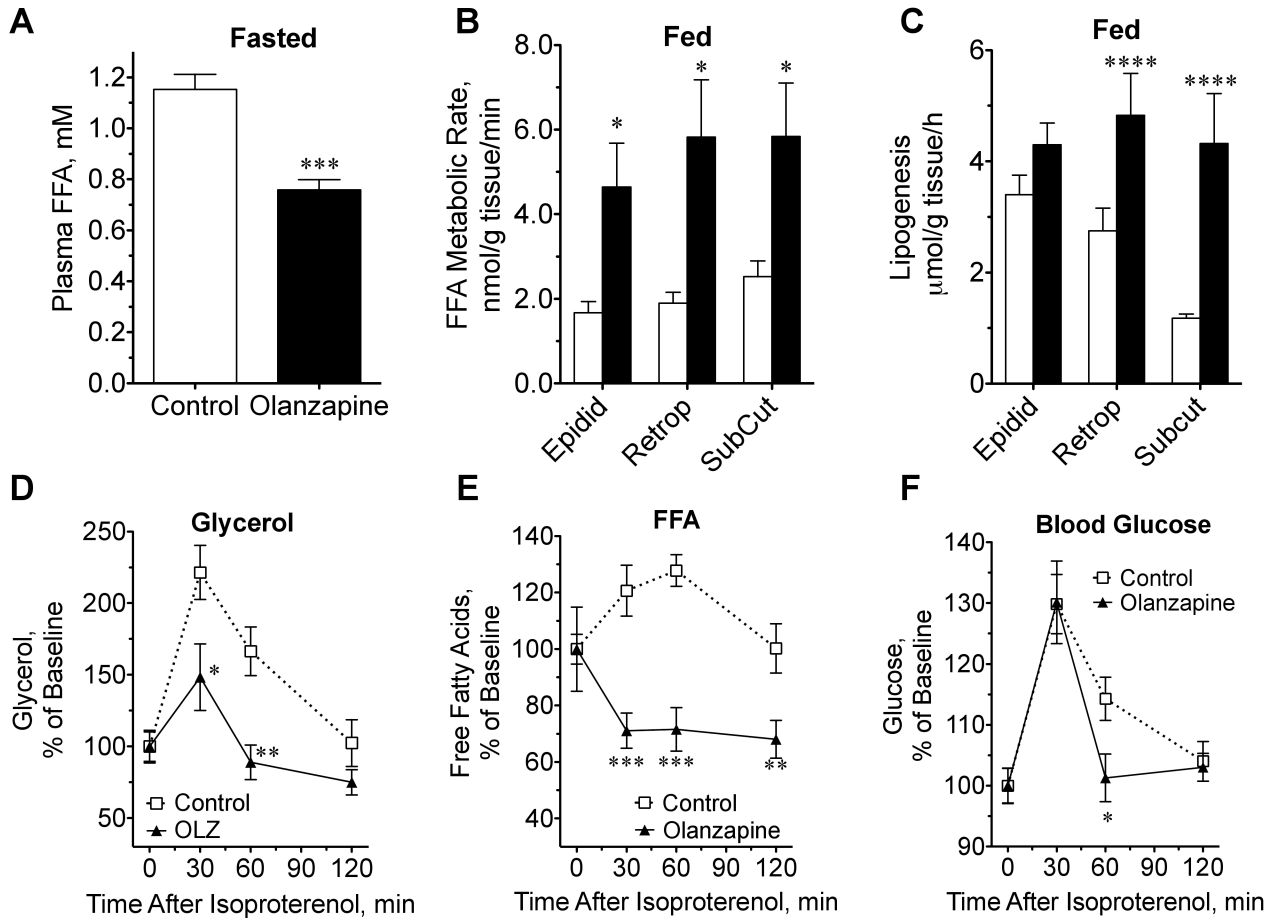 A
Fasted
Plasma FFA, mM
1.2
1.0
0.8
0.6
0.4
0.2
0.0
***
Control
Olanzapine
B
Fed
FFA Metabolic Rate,
nmol/g tissue/min
8.0
6.0
4.0
2.0
0.0
*
*
*
Epidid
Retrop
SubCut
C
Fed
Lipogenesis
μmol/g tissue/h
6
4
2
0
****
****
Epidid
Retrop
Subcut
D
Glycerol
Glycerol,
% of Baseline
250
200
150
100
50
*
**
Control
OLZ
0 30 60 90 120
Time After Isoproterenol, min
E
FFA
Free Fatty Acids,
% of Baseline
140
120
100
80
60
40
*** *** **
Control
Olanzapine
0 30 60 90 120
Time After Isoproterenol, min
F
Blood Glucose
Glucose,
% of Baseline
140
130
120
110
100
90
Control
Olanzapine
*
0 30 60 90 120
Time After Isoproterenol, min